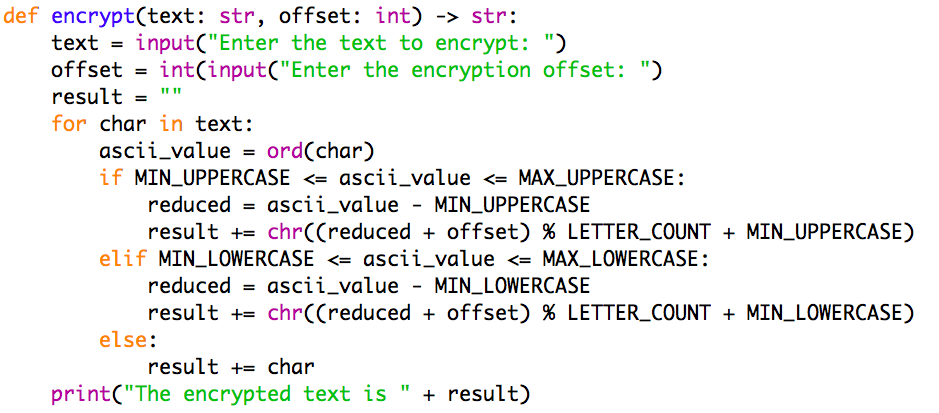 def encrypt(text: str, offset: int) -> str:
    text = input("Enter the text to encrypt: ")
    offset = int(input("Enter the encryption offset: ")
    result = ""
    for char in text:
        ascii_value = ord(char)
        if MIN_UPPERCASE <= ascii_value <= MAX_UPPERCASE:
            reduced = ascii_value - MIN_UPPERCASE
            result += chr((reduced + offset) % LETTER_COUNT + MIN_UPPERCASE)
        elif MIN_LOWERCASE <= ascii_value <= MAX_LOWERCASE:
            reduced = ascii_value - MIN_LOWERCASE
            result += chr((reduced + offset) % LETTER_COUNT + MIN_LOWERCASE)
        else:
            result += char
    print("The encrypted text is " + result)